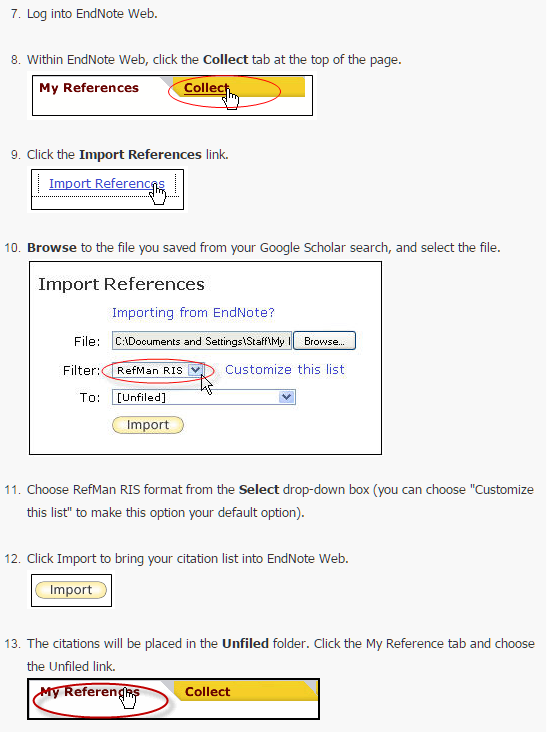 7. Log into EndNote Web.
8. Within EndNote Web, click the Collect tab at the top of the page.
My References Collect
9. Click the Import References link.
Import References
10. Browse to the file you saved from your Google Scholar search, and select the file.
Import References
Importing from EndNote?
File: C:\Documents and Settings\Staff\My Browse...
Filter: RefMan RIS Customize this list
To: [Unfiled]
Import
11. Choose RefMan RIS format from the Select drop-down box (you can choose "Customize
this list" to make this option your default option).
12. Click Import to bring your citation list into EndNote Web.
Import
13. The citations will be placed in the Unfiled folder. Click the My Reference tab and choose
the Unfiled link.
My References Collect